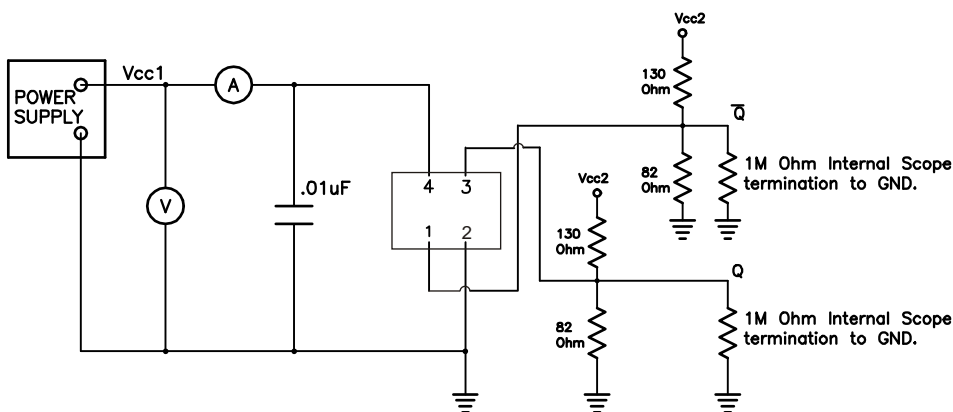 Vcc2
130
Ohm
Vcc1
A
POWER
SUPPLY
Q
82
Ohm
1M Ohm Internal Scope
termination to GND.
4 3
.01uF
Vcc2
V
1 2
130
Ohm
Q
82
Ohm
1M Ohm Internal Scope
termination to GND.